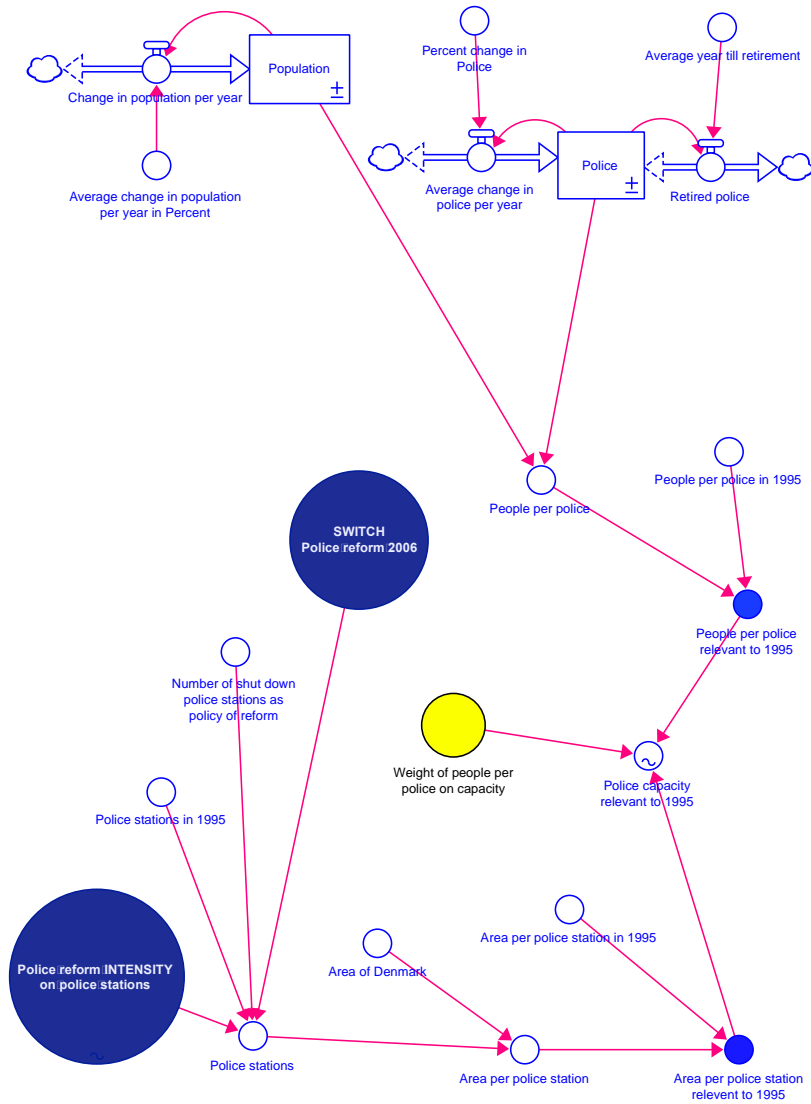 Percent change in
Police
Average year till retirement
Population
Change in population per year
Police
Average change in
police per year
Retired police
Average change in population
per year in Percent
People per police in 1995
People per police
SWITCH
Police reform 2006
People per police
relevant to 1995
Number of shut down
police stations as
policy of reform
Weight of people per
police on capacity
Police capacity
relevant to 1995
Police stations in 1995
Area per police station in 1995
Police reform INTENSITY
on police stations
Area of Denmark
Police stations
Area per police station
Area per police station
relevent to 1995